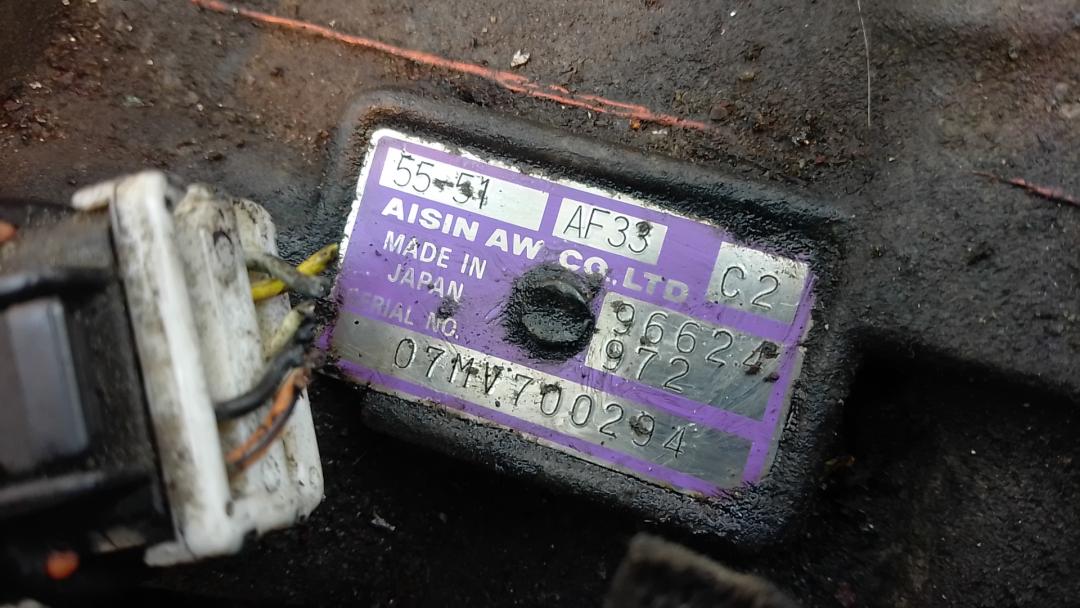 55-51
AF33
C2
AISIN AW CO., LTD
MADE IN
JAPAN
SERIAL NO.
96624
972
07MV700294